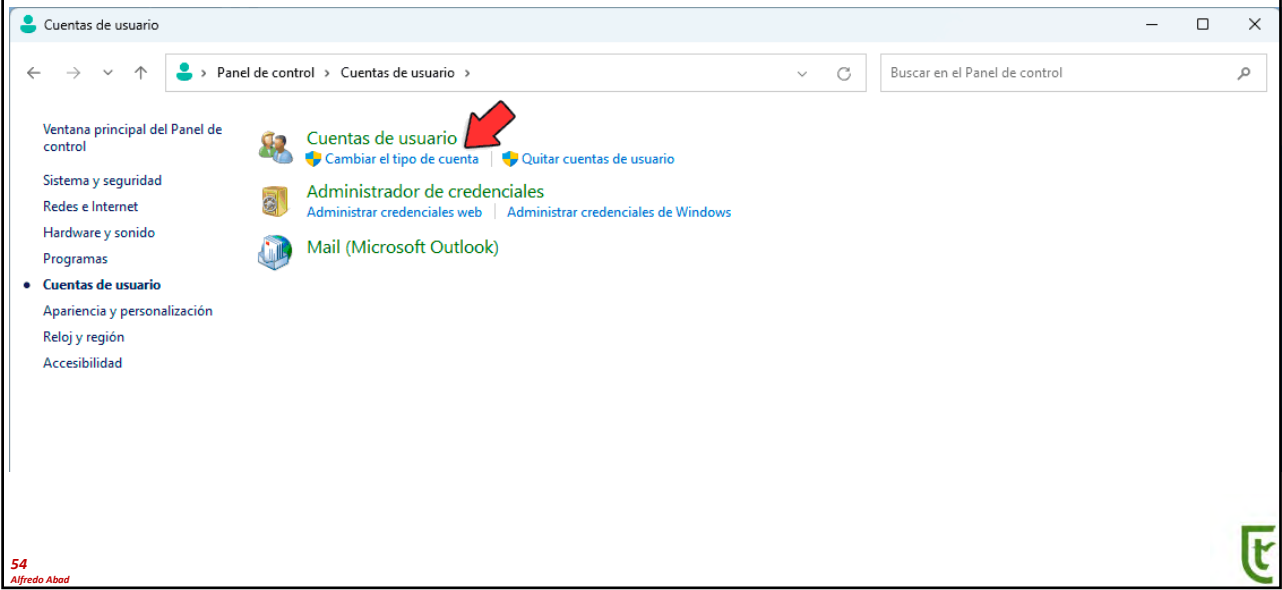 Cuentas de usuario
Panel de control > Cuentas de usuario >
Buscar en el Panel de control
Ventana principal del Panel de
control
Sistema y seguridad
Redes e Internet
Hardware y sonido
Programas
Cuentas de usuario
Apariencia y personalización
Reloj y región
Accesibilidad
Cuentas de usuario
Cambiar el tipo de cuenta | Quitar cuentas de usuario
Administrador de credenciales
Administrar credenciales web | Administrar credenciales de Windows
Mail (Microsoft Outlook)
54
Alfredo Abad